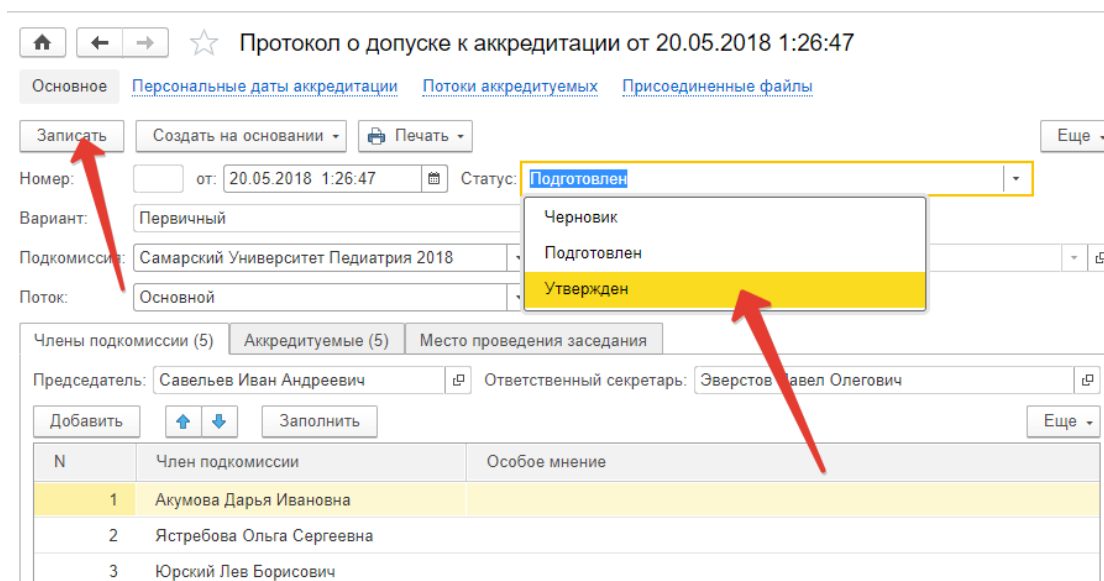 Протокол о допуске к аккредитации от 20.05.2018 1:26:47
Основное Персональные даты аккредитации Потоки аккредитуемых Присоединенные файлы
Записать Создать на основании Печать Еще
Номер: от: 20.05.2018 1:26:47 Статус: Подготовлен
Вариант: Первичный Черновик
Подкомиссия: Самарский Университет Педиатрия 2018 Подготовлен
Поток: Основной Утвержден
Члены подкомиссии (5) Аккредитуемые (5) Место проведения заседания
Председатель: Савельев Иван Андреевич Ответственный секретарь: Эверстов Павел Олегович
Добавить Заполнить Еще
N Член подкомиссии Особое мнение
1 Акумова Дарья Ивановна
2 Ястребова Ольга Сергеевна
3 Юрский Лев Борисович